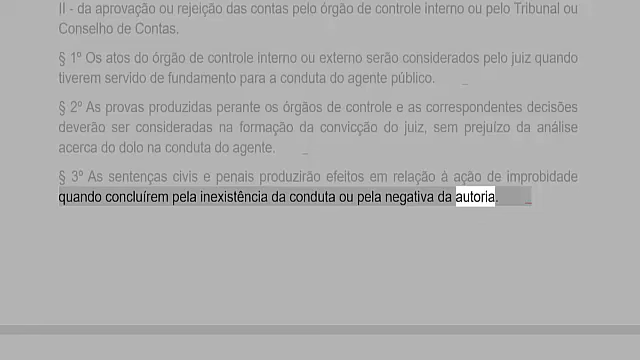 II - da aprovação ou rejeição das contas pelo órgão de controle interno ou pelo Tribunal ou
Conselho de Contas.
§ 1º Os atos do órgão de controle interno ou externo serão considerados pelo juiz quando
tiverem servido de fundamento para a conduta do agente público.
§ 2º As provas produzidas perante os órgãos de controle e as correspondentes decisões
deverão ser consideradas na formação da convicção do juiz, sem prejuízo da análise
acerca do dolo na conduta do agente.
§ 3º As sentenças civis e penais produzirão efeitos em relação à ação de improbidade
quando concluírem pela inexistência da conduta ou pela negativa da autoria.